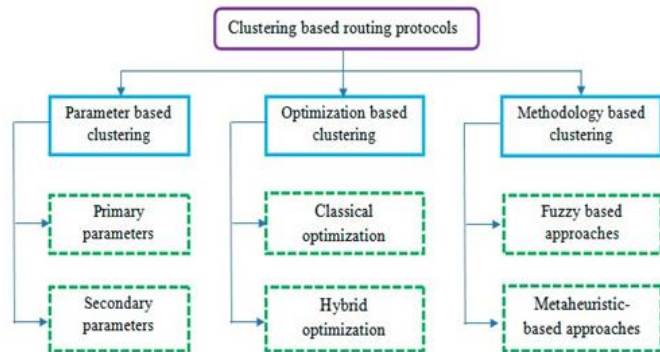 Clustering based routing protocols
Parameter based
clustering
Optimization based
clustering
Methodology based
clustering
Primary
parameters
Classical
optimization
Fuzzy based
approaches
Secondary
parameters
Hybrid
optimization
Metaheuristic-
based approaches